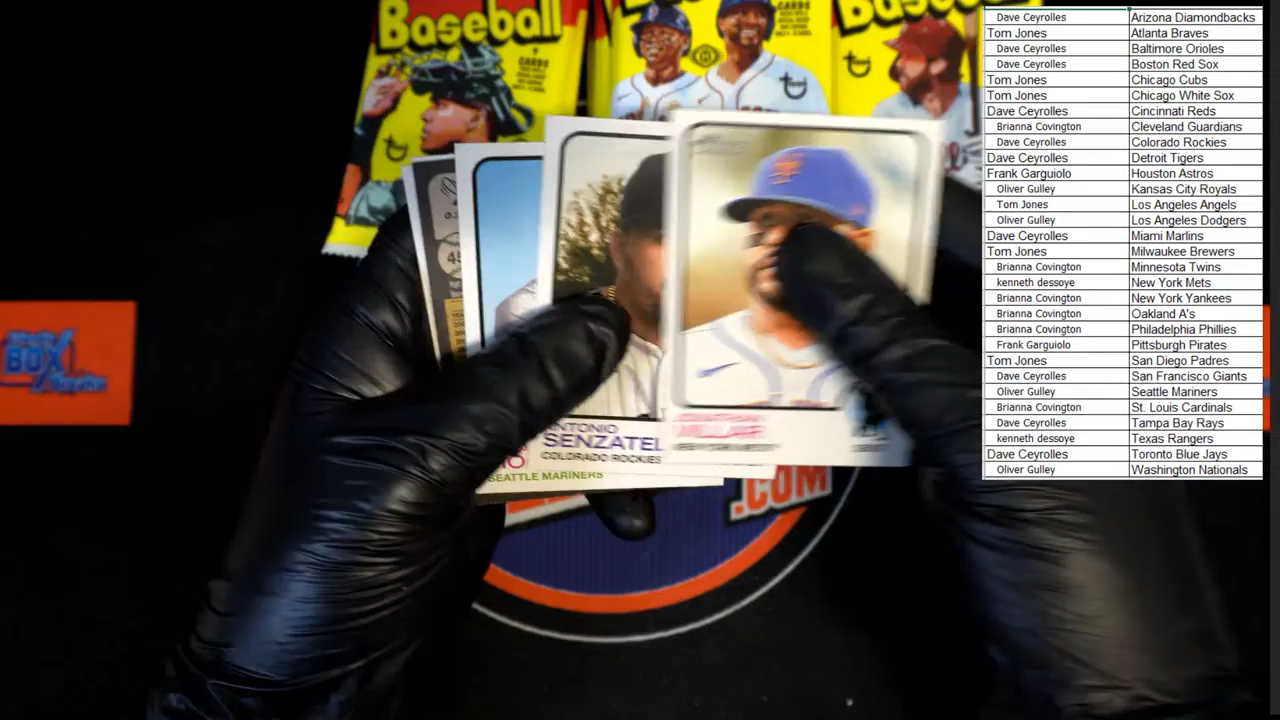 Baseball
CARDS
BOX
ANTONIO
SENZATEL
COLORADO ROCKIES
SEATTLE MARINERS
.COM
Dave Ceyrolles Arizona Diamondbacks
Tom Jones Atlanta Braves
Dave Ceyrolles Baltimore Orioles
Dave Ceyrolles Boston Red Sox
Tom Jones Chicago Cubs
Tom Jones Chicago White Sox
Dave Ceyrolles Cincinnati Reds
Brianna Covington Cleveland Guardians
Dave Ceyrolles Colorado Rockies
Dave Ceyrolles Detroit Tigers
Frank Garguiolo Houston Astros
Oliver Gulley Kansas City Royals
Tom Jones Los Angeles Angels
Oliver Gulley Los Angeles Dodgers
Dave Ceyrolles Miami Marlins
Tom Jones Milwaukee Brewers
Brianna Covington Minnesota Twins
kenneth dessoye New York Mets
Brianna Covington New York Yankees
Brianna Covington Oakland A's
Brianna Covington Philadelphia Phillies
Frank Garguiolo Pittsburgh Pirates
Tom Jones San Diego Padres
Dave Ceyrolles San Francisco Giants
Oliver Gulley Seattle Mariners
Brianna Covington St. Louis Cardinals
Dave Ceyrolles Tampa Bay Rays
kenneth dessoye Texas Rangers
Dave Ceyrolles Toronto Blue Jays
Oliver Gulley Washington Nationals